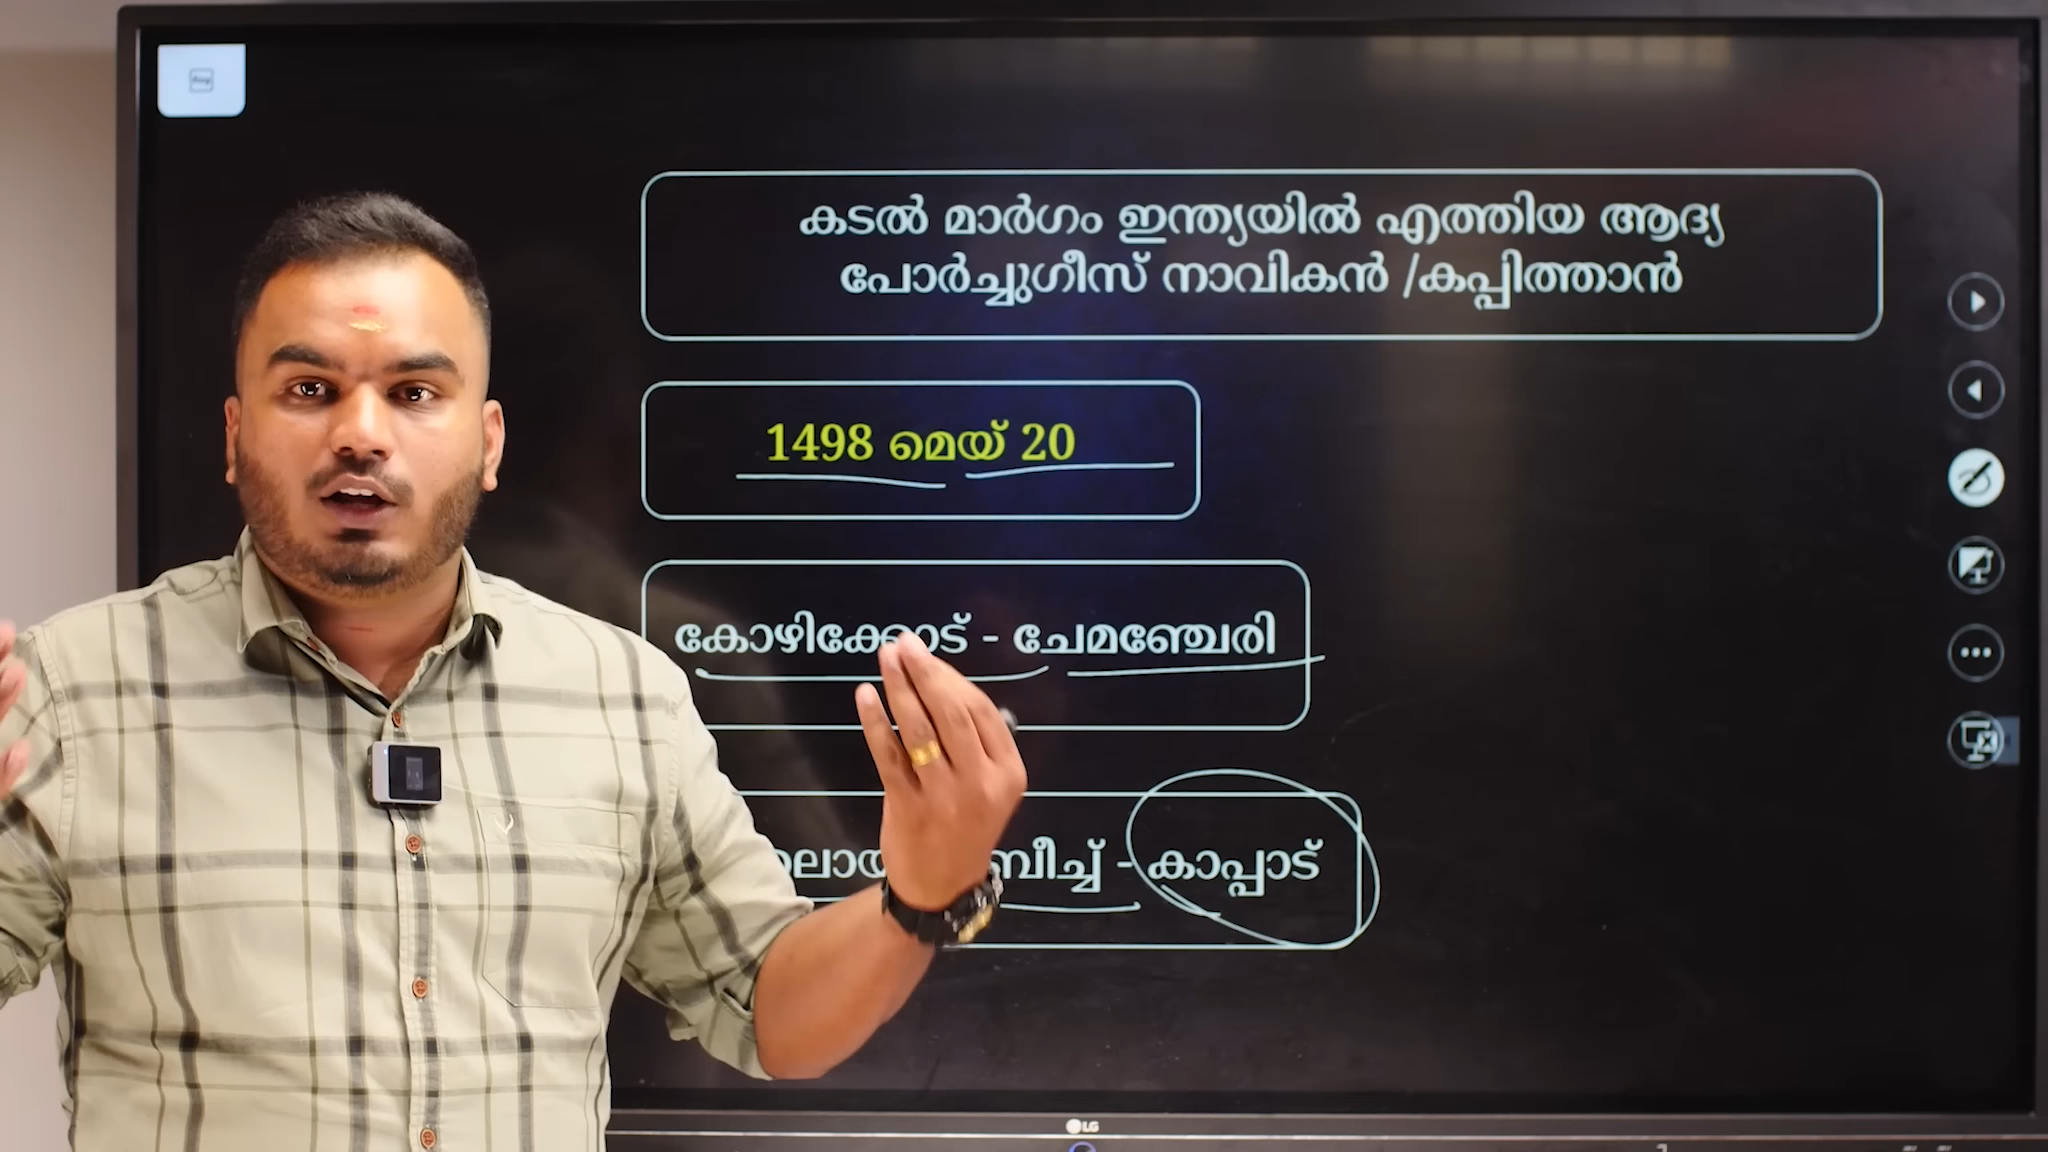 കടൽ മാർഗം ഇന്ത്യയിൽ എത്തിയ ആദ്യ
പോർച്ചുഗീസ് നാവികൻ /കപ്പിത്താൻ
1498 മെയ് 20
കോഴിക്കോട് - ചേമഞ്ചേരി
ബീച്ച് - കാപ്പാട്
LG